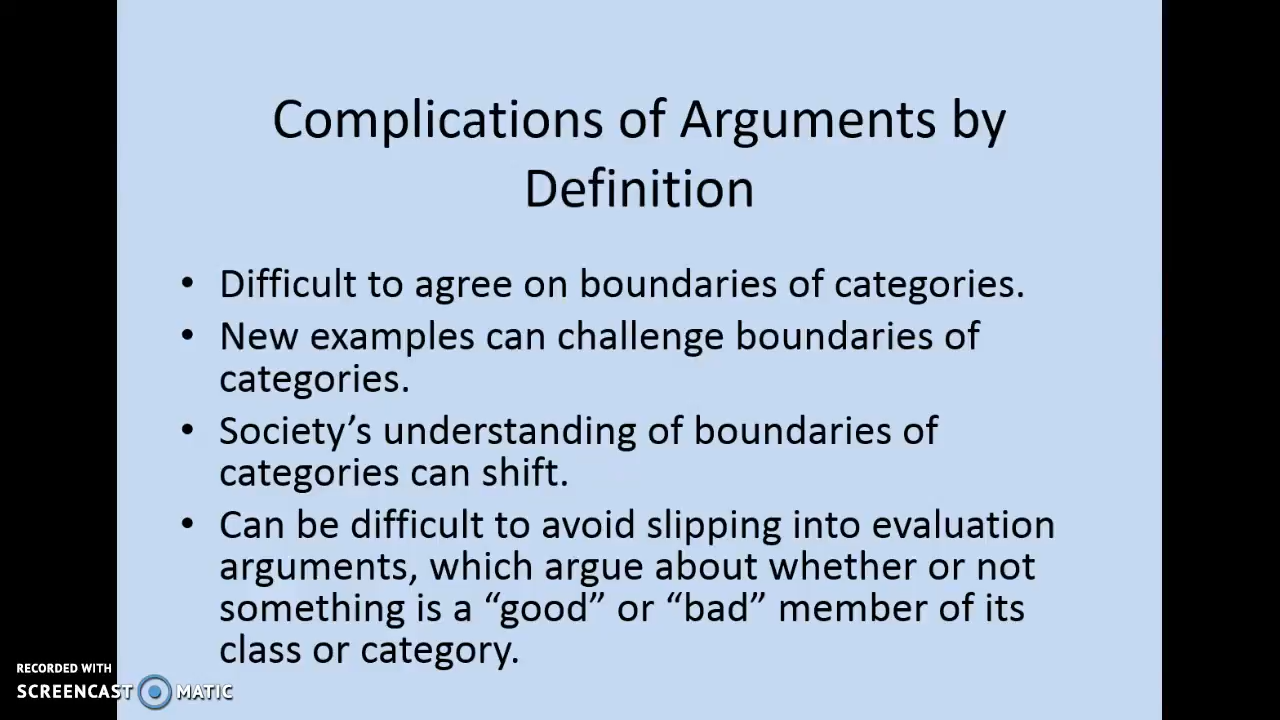 Complications of Arguments by
Definition
• Difficult to agree on boundaries of categories.
• New examples can challenge boundaries of
categories.
• Society’s understanding of boundaries of
categories can shift.
• Can be difficult to avoid slipping into evaluation
arguments, which argue about whether or not
something is a “good” or “bad” member of its
class or category.
RECORDED WITH
SCREENCAST MATIC